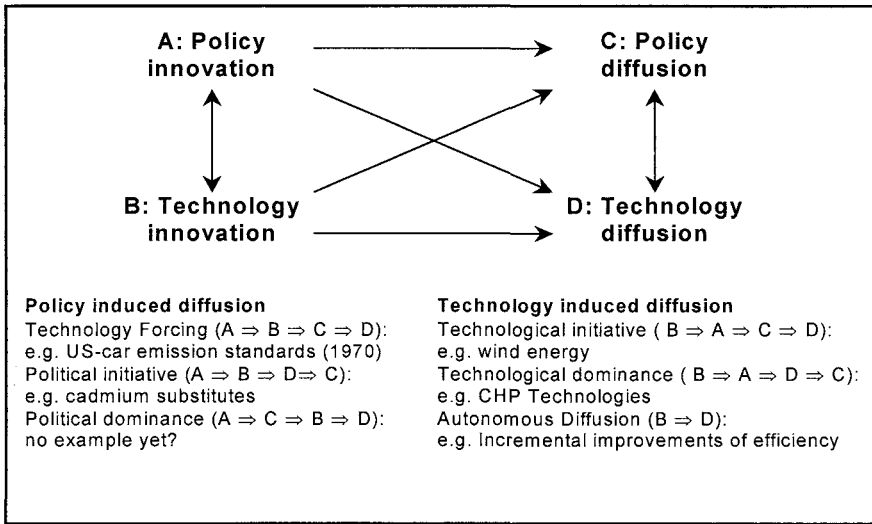 A: Policy
innovation
C: Policy
diffusion
B: Technology
innovation
D: Technology
diffusion
Policy induced diffusion
Technology Forcing (A ⇒ B ⇒ C ⇒ D):
e.g. US-car emission standards (1970)
Political initiative (A ⇒ B ⇒ D⇒ C):
e.g. cadmium substitutes
Political dominance (A ⇒ C ⇒ B ⇒ D):
no example yet?
Technology induced diffusion
Technological initiative ( B ⇒ A ⇒ C ⇒ D):
e.g. wind energy
Technological dominance ( B ⇒ A ⇒ D ⇒ C):
e.g. CHP Technologies
Autonomous Diffusion (B ⇒ D):
e.g. Incremental improvements of efficiency